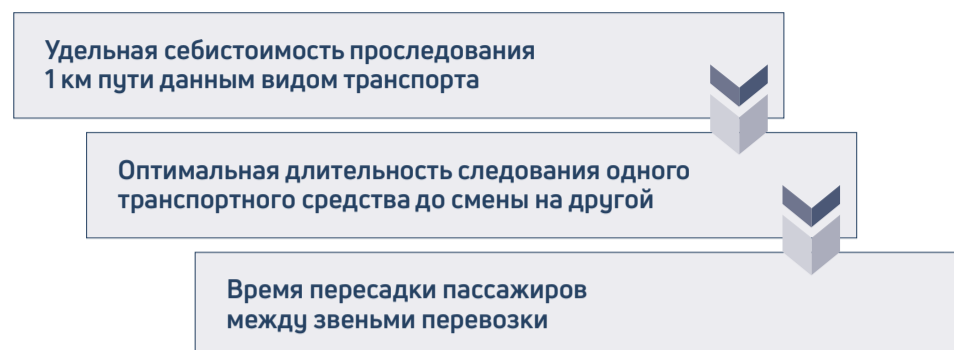 Удельная себистоимость проследования
1 км пути данным видом транспорта
Оптимальная длительность следования одного
транспортного средства до смены на другой
Время пересадки пассажиров
между звеньми перевозки